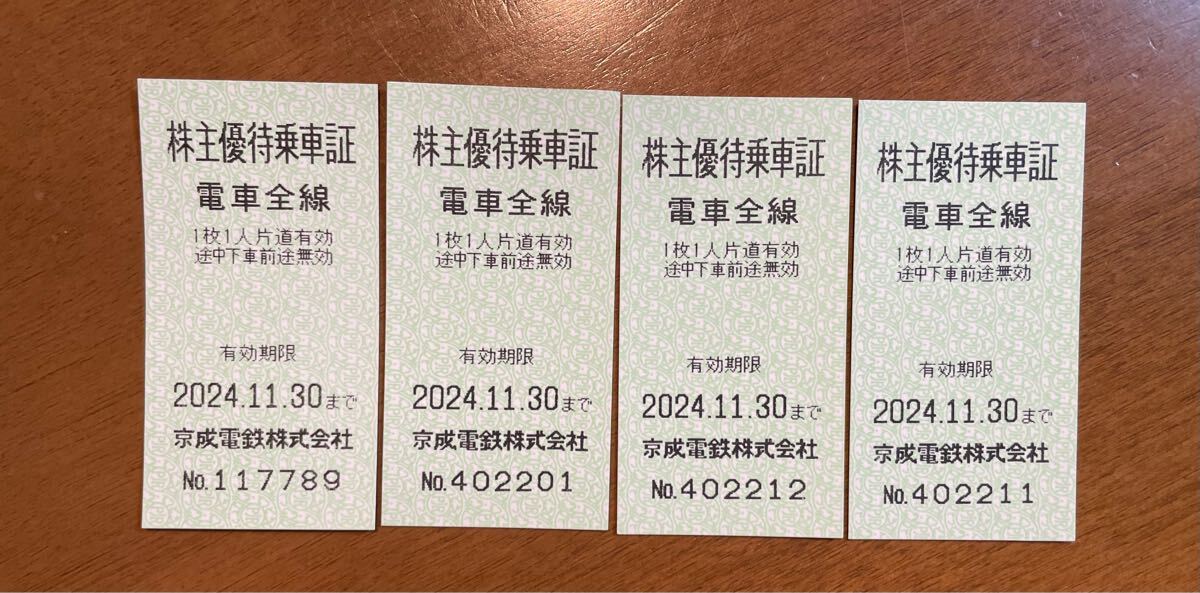 株主優待乗車証
電車全線
1枚1人片道有効
途中下車前途無効
有効期限
2024.11.30まで
京成電鉄株式会社
No.117789
株主優待乗車証
電車全線
1枚1人片道有効
途中下車前途無効
有効期限
2024.11.30まで
京成電鉄株式会社
No.402201
株主優待乗車証
電車全線
1枚1人片道有効
途中下車前途無効
有効期限
2024.11.30まで
京成電鉄株式会社
No.402212
株主優待乗車証
電車全線
1枚1人片道有効
途中下車前途無効
有効期限
2024.11.30まで
京成電鉄株式会社
No.402211